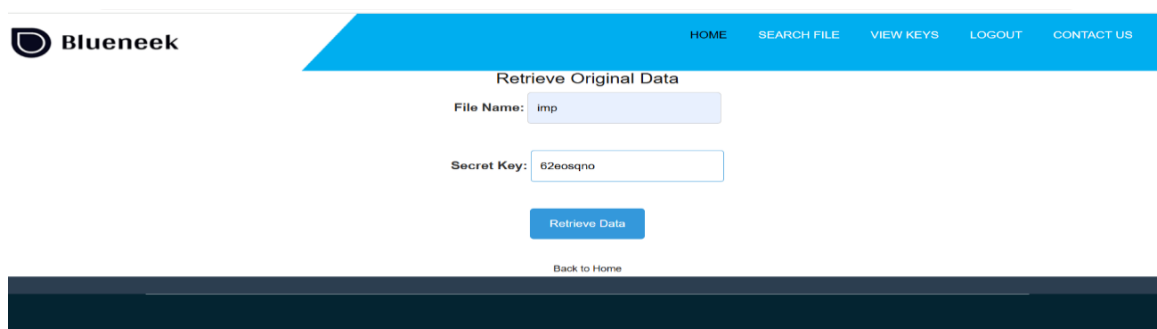 Blueneek HOME SEARCH FILE VIEW KEYS LOGOUT CONTACT US
Retrieve Original Data
File Name: imp
Secret Key: 62eosqno
Retrieve Data
Back to Home